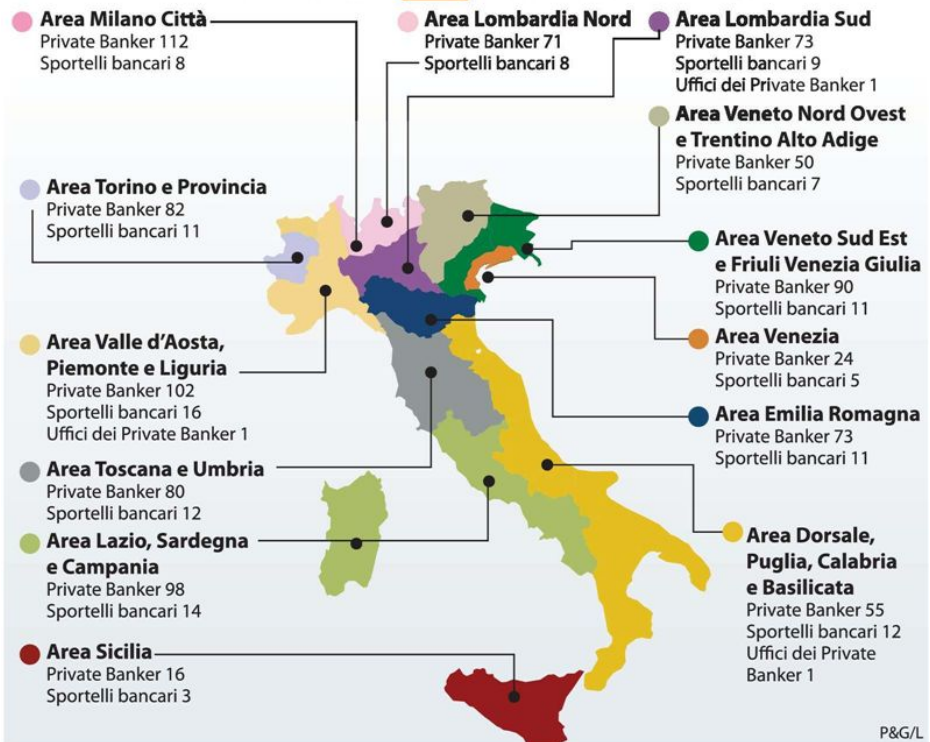 Area Milano Città
Private Banker 112
Sportelli bancari 8
Area Lombardia Nord
Private Banker 71
Sportelli bancari 8
Area Lombardia Sud
Private Banker 73
Sportelli bancari 9
Uffici dei Private Banker 1
Area Veneto Nord Ovest
e Trentino Alto Adige
Private Banker 50
Sportelli bancari 7
Area Torino e Provincia
Private Banker 82
Sportelli bancari 11
Area Veneto Sud Est
e Friuli Venezia Giulia
Private Banker 90
Sportelli bancari 11
Area Valle d'Aosta,
Piemonte e Liguria
Private Banker 102
Sportelli bancari 16
Uffici dei Private Banker 1
Area Venezia
Private Banker 24
Sportelli bancari 5
Area Emilia Romagna
Private Banker 73
Sportelli bancari 11
Area Toscana e Umbria
Private Banker 80
Sportelli bancari 12
Area Lazio, Sardegna
e Campania
Private Banker 98
Sportelli bancari 14
Area Dorsale,
Puglia, Calabria
e Basilicata
Private Banker 55
Sportelli bancari 12
Uffici dei Private
Banker 1
Area Sicilia
Private Banker 16
Sportelli bancari 3
P&G/L